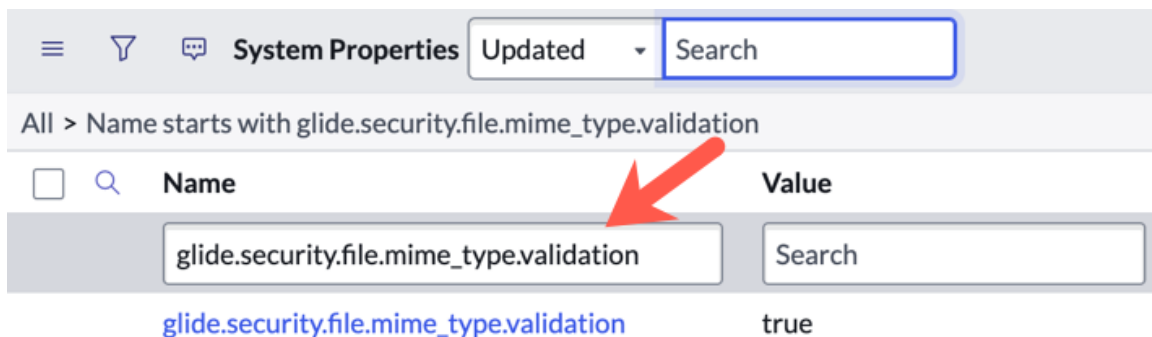 System Properties Updated Search
All > Name starts with glide.security.file.mime_type.validation
Name Value
glide.security.file.mime_type.validation Search
glide.security.file.mime_type.validation true